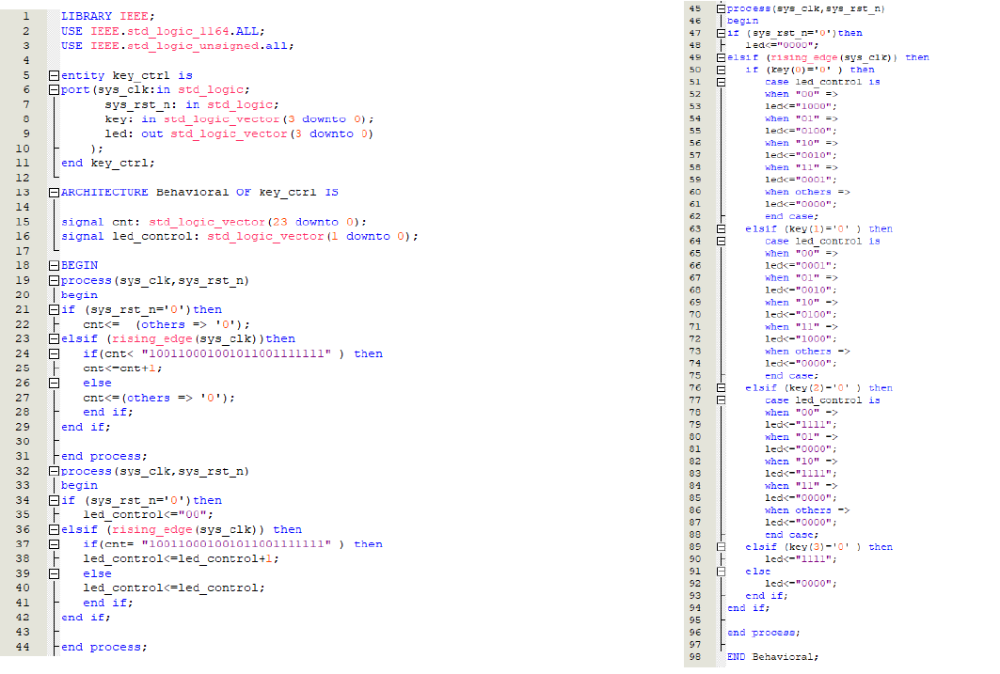 1 LIBRARY IEEE;
2 USE IEEE.std_logic_1164.ALL;
3 USE IEEE.std_logic_unsigned.all;
4
5 entity key_ctrl is
6 port(sys_clk:in std_logic;
7 sys_rst_n: in std_logic;
8 key: in std_logic_vector(3 downto 0);
9 led: out std_logic_vector(3 downto 0)
10 );
11 end key_ctrl;
12
13 ARCHITECTURE Behavioral OF key_ctrl IS
14
15 signal cnt: std_logic_vector(23 downto 0);
16 signal led_control: std_logic_vector(1 downto 0);
17
18 BEGIN
19 process(sys_clk,sys_rst_n)
20 begin
21 if (sys_rst_n='0')then
22 cnt<= (others => '0');
23 elsif (rising_edge(sys_clk))then
24 if(cnt< "100110001001011001111111" ) then
25 cnt<=cnt+1;
26 else
27 cnt<=(others => '0');
28 end if;
29 end if;
30
31 end process;
32 process(sys_clk,sys_rst_n)
33 begin
34 if (sys_rst_n='0')then
35 led_control<="00";
36 elsif (rising_edge(sys_clk)) then
37 if(cnt= "100110001001011001111111" ) then
38 led_control<=led_control+1;
39 else
40 led_control<=led_control;
41 end if;
42 end if;
43
44 end process;
45 process(sys_clk,sys_rst_n)
46 begin
47 if (sys_rst_n='0')then
48 led<="0000";
49 elsif (rising_edge(sys_clk)) then
50 if (key(0)='0' ) then
51 case led_control is
52 when "00" =>
53 led<="1000";
54 when "01" =>
55 led<="0100";
56 when "10" =>
57 led<="0010";
58 when "11" =>
59 led<="0001";
60 when others =>
61 led<="0000";
62 end case;
63 elsif (key(1)='0' ) then
64 case led_control is
65 when "00" =>
66 led<="0001";
67 when "01" =>
68 led<="0010";
69 when "10" =>
70 led<="0100";
71 when "11" =>
72 led<="1000";
73 when others =>
74 led<="0000";
75 end case;
76 elsif (key(2)='0' ) then
77 case led_control is
78 when "00" =>
79 led<="1111";
80 when "01" =>
81 led<="0000";
82 when "10" =>
83 led<="1111";
84 when "11" =>
85 led<="0000";
86 when others =>
87 led<="0000";
88 end case;
89 elsif (key(3)='0' ) then
90 led<="1111";
91 else
92 led<="0000";
93 end if;
94 end if;
95
96 end process;
97
98 END Behavioral;